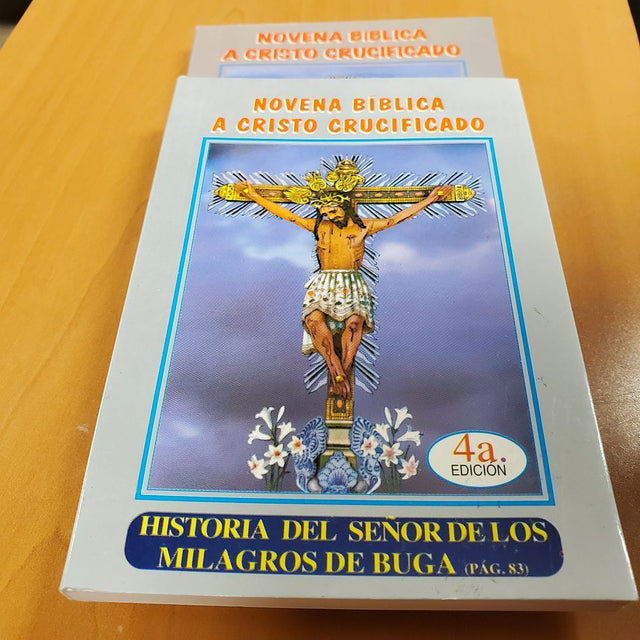 NOVENA BIBLICA
A CRISTO CRUCIFICADO
NOVENA BÍBLICA
A CRISTO CRUCIFICADO
4a.
EDICIÓN
HISTORIA DEL SEÑOR DE LOS
MILAGROS DE BUGA (PÁG. 83)